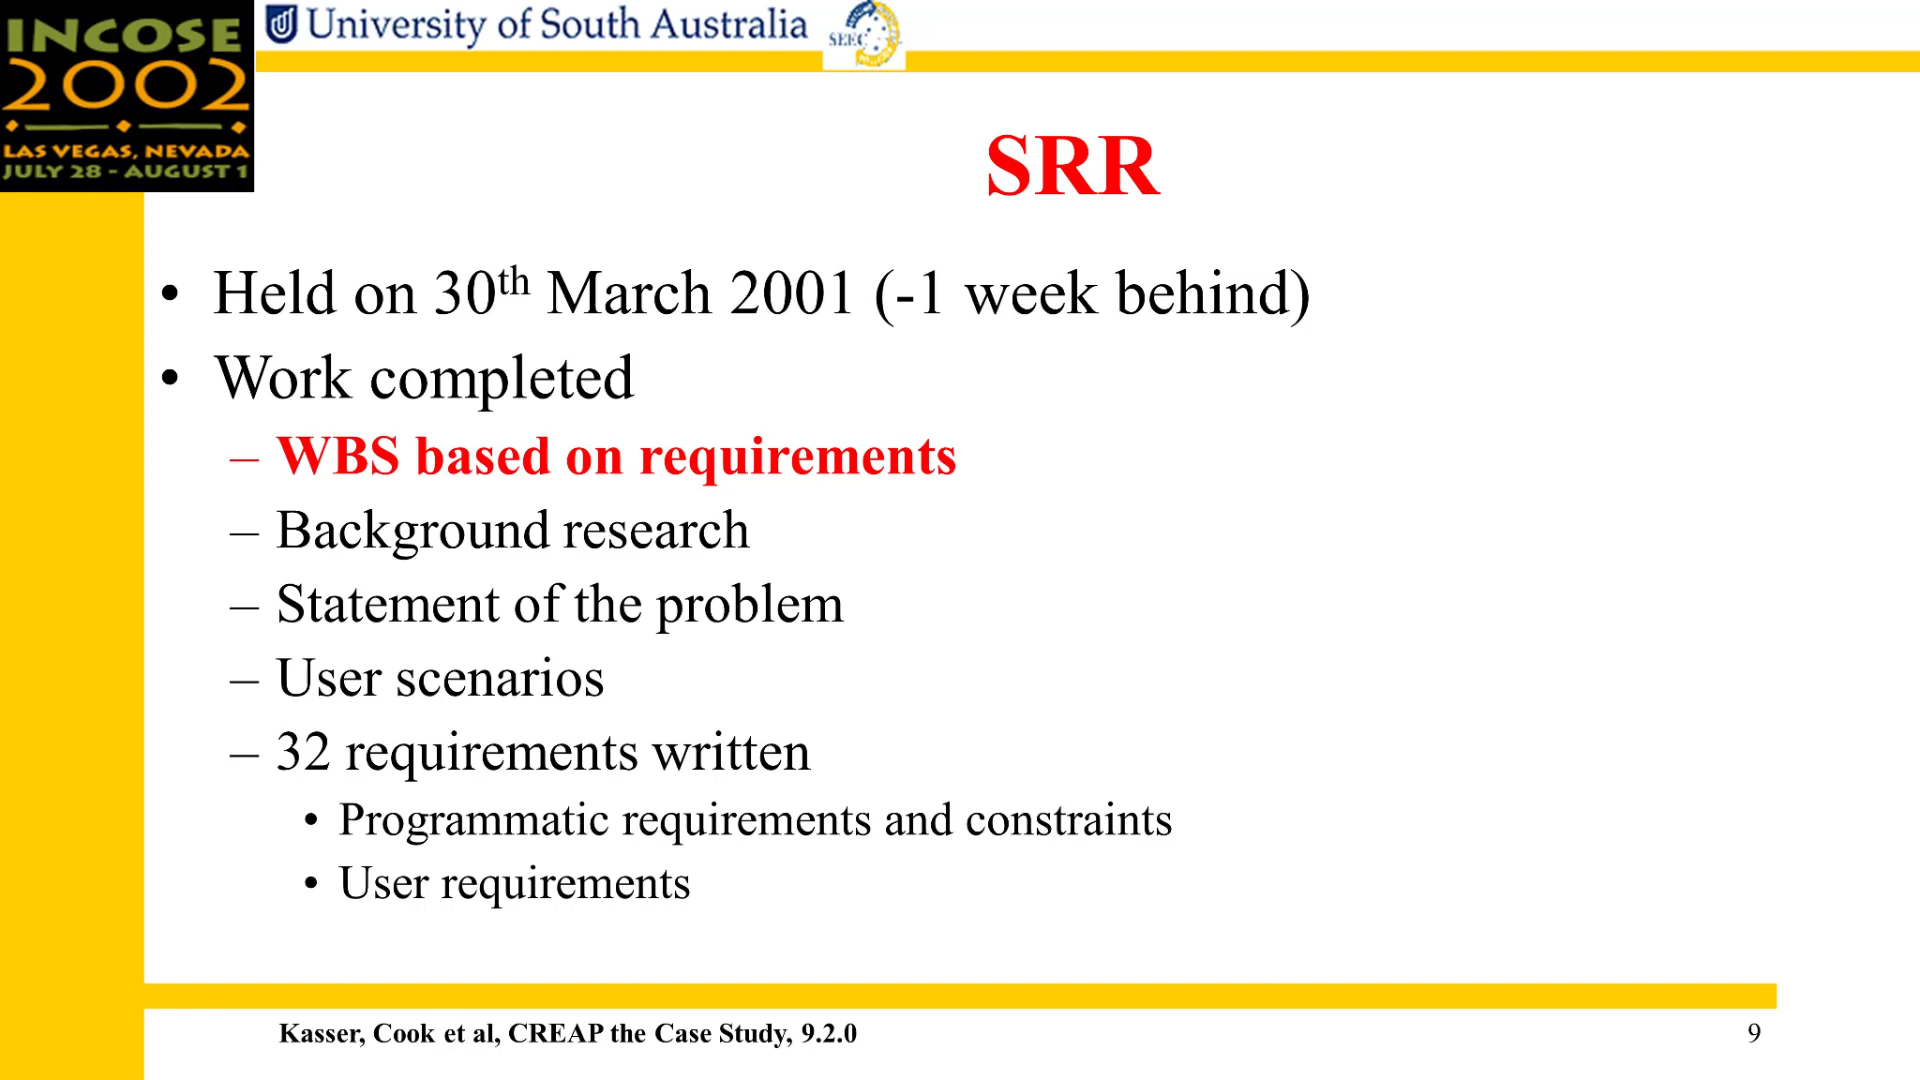 INCOSE
2002
LAS VEGAS, NEVADA
JULY 28 - AUGUST 1
University of South Australia
SEEC
SRR
• Held on 30th March 2001 (-1 week behind)
• Work completed
– WBS based on requirements
– Background research
– Statement of the problem
– User scenarios
– 32 requirements written
• Programmatic requirements and constraints
• User requirements
Kasser, Cook et al, CREAP the Case Study, 9.2.0
9